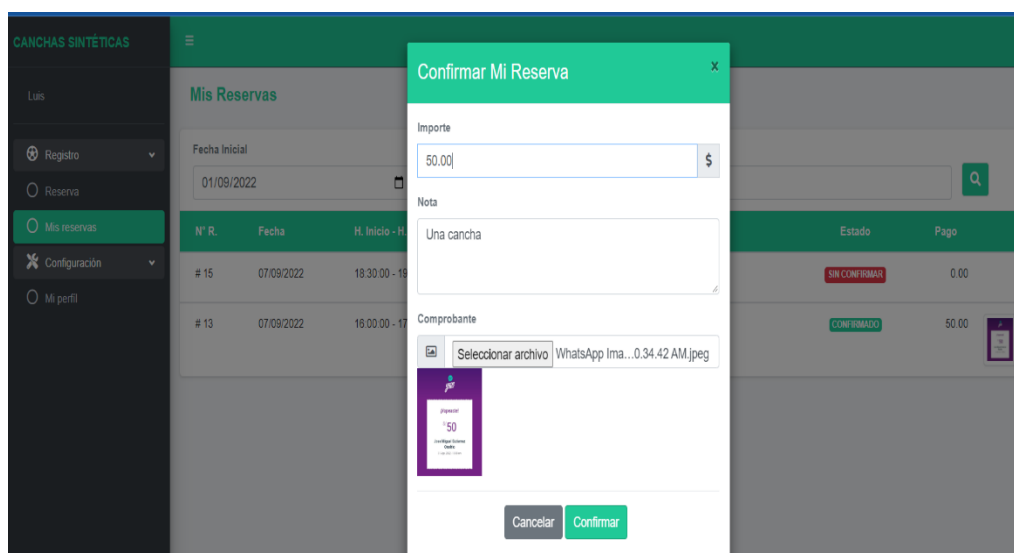 CANCHAS SINTÉTICAS
Luis
Registro
Reserva
Mis reservas
Configuración
Mi perfil
Mis Reservas
Fecha Inicial
01/09/2022
N° R. Fecha H. Inicio - H. Estado Pago
# 15 07/09/2022 18:30:00 - 19 SIN CONFIRMAR 0.00
# 13 07/09/2022 16:00:00 - 17 CONFIRMADO 50.00
Confirmar Mi Reserva x
Importe
50.00 $
Nota
Una cancha
Comprobante
Seleccionar archivo WhatsApp Ima...0.34.42 AM.jpeg
50
Cancelar Confirmar